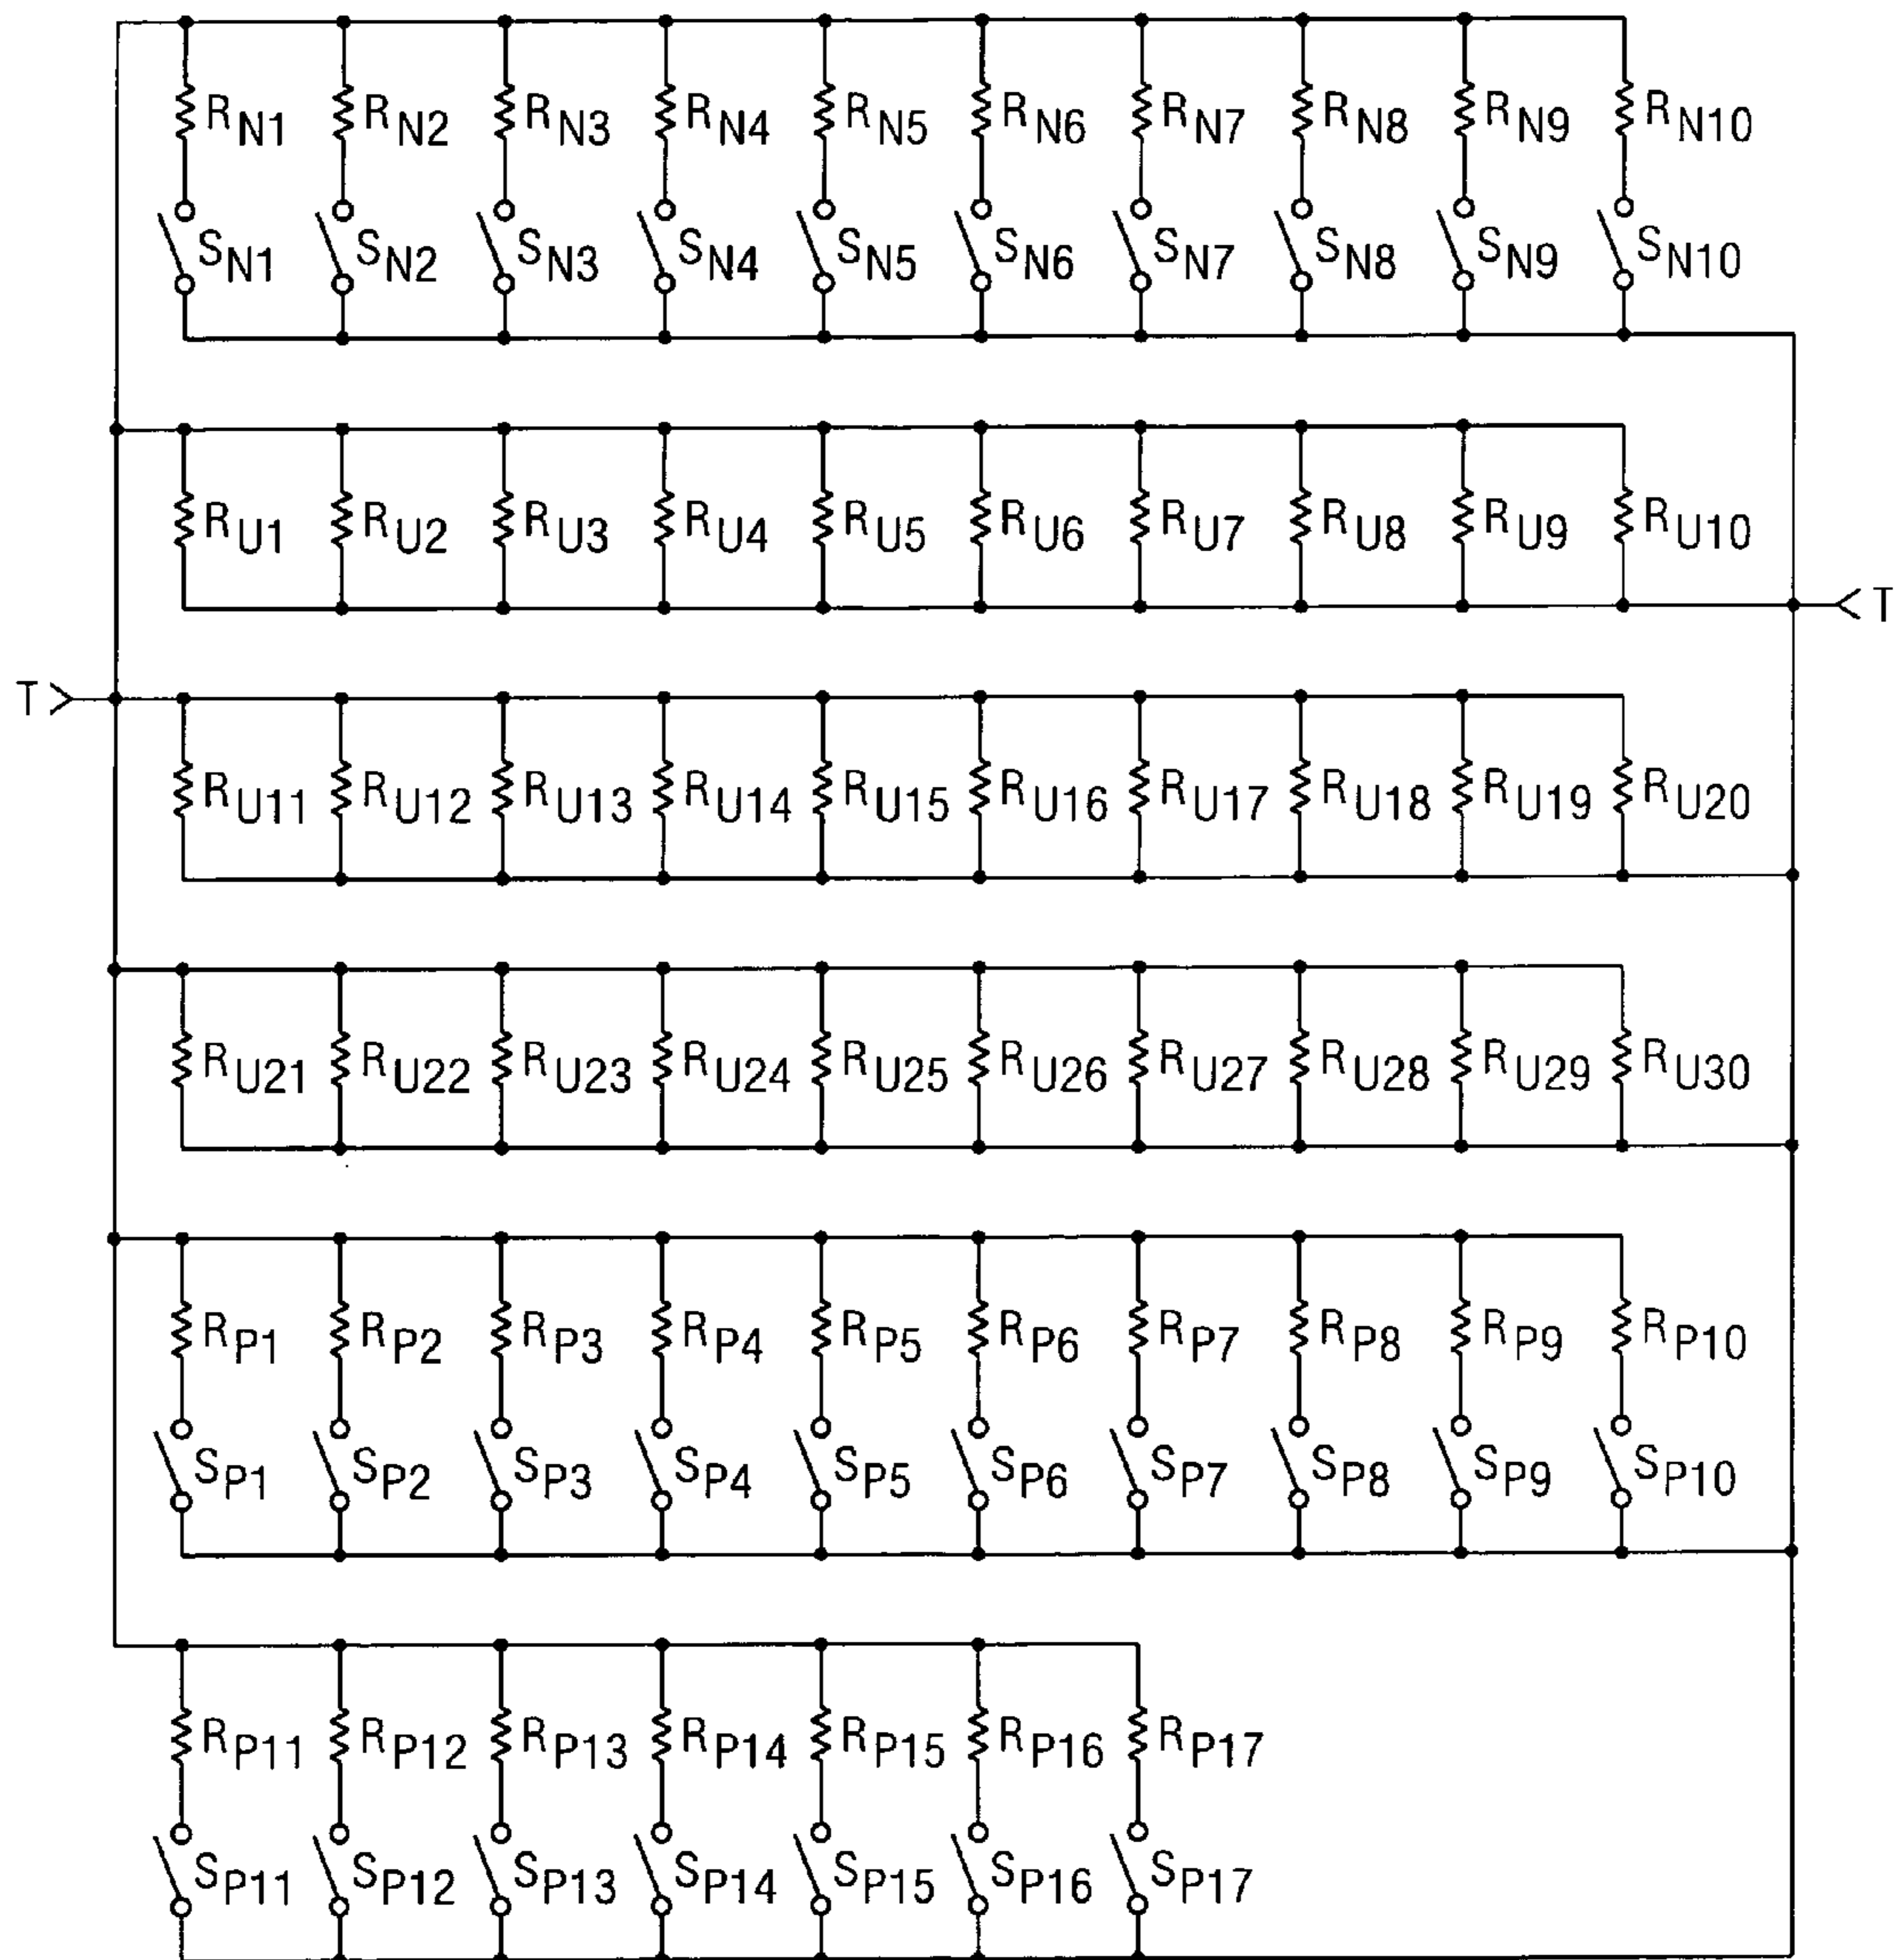 RN1 RN2 RN3 RN4 RN5 RN6 RN7 RN8 RN9 RN10
SN1 SN2 SN3 SN4 SN5 SN6 SN7 SN8 SN9 SN10
RU1 RU2 RU3 RU4 RU5 RU6 RU7 RU8 RU9 RU10
T
T
RU11 RU12 RU13 RU14 RU15 RU16 RU17 RU18 RU19 RU20
RU21 RU22 RU23 RU24 RU25 RU26 RU27 RU28 RU29 RU30
RP1 RP2 RP3 RP4 RP5 RP6 RP7 RP8 RP9 RP10
SP1 SP2 SP3 SP4 SP5 SP6 SP7 SP8 SP9 SP10
RP11 RP12 RP13 RP14 RP15 RP16 RP17
SP11 SP12 SP13 SP14 SP15 SP16 SP17